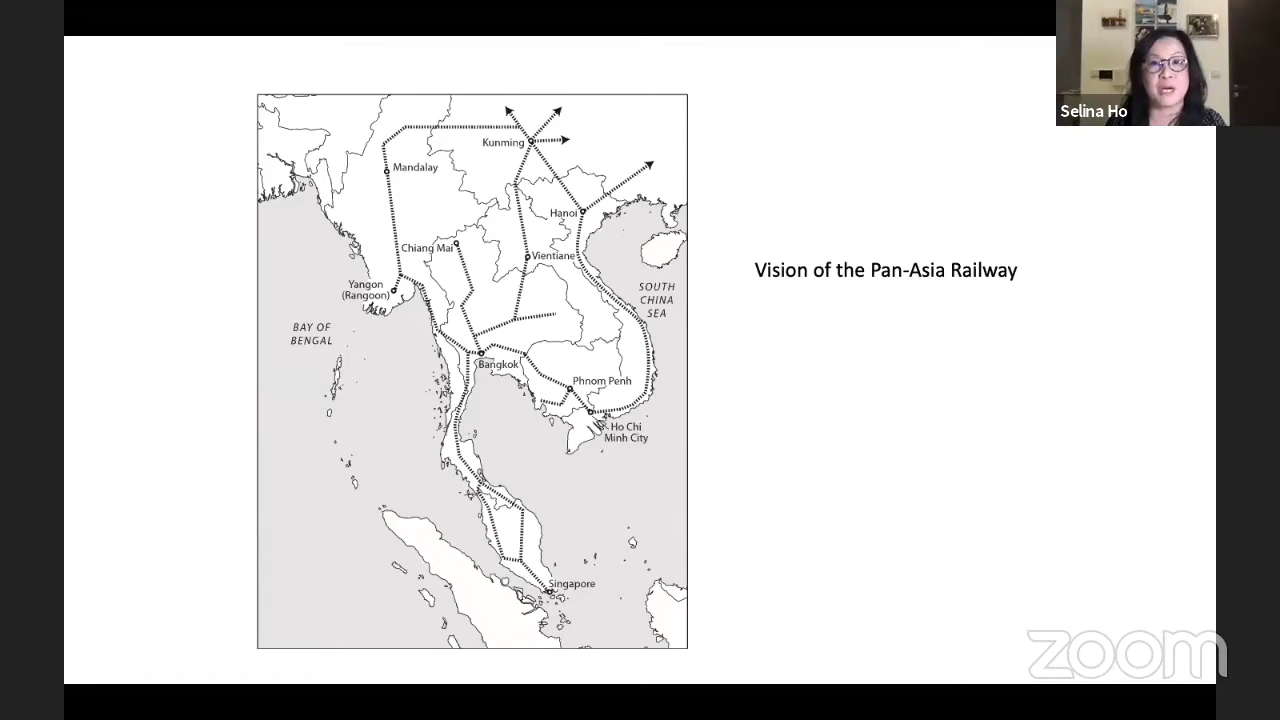 Selina Ho
Kunming
Mandalay
Hanoi
Chiang Mai
Vientiane
Yangon
(Rangoon)
SOUTH
CHINA
SEA
BAY OF
BENGAL
Bangkok
Phnom Penh
Ho Chi
Minh City
Singapore
Vision of the Pan-Asia Railway
zoom